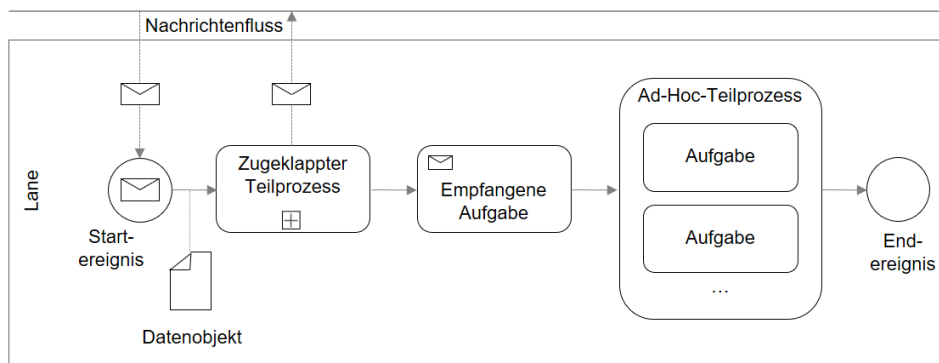 Nachrichtenfluss
Lane
Start-
ereignis
Datenobjekt
Zugeklappter
Teilprozess
Empfangene
Aufgabe
Ad-Hoc-Teilprozess
Aufgabe
Aufgabe
...
End-
ereignis